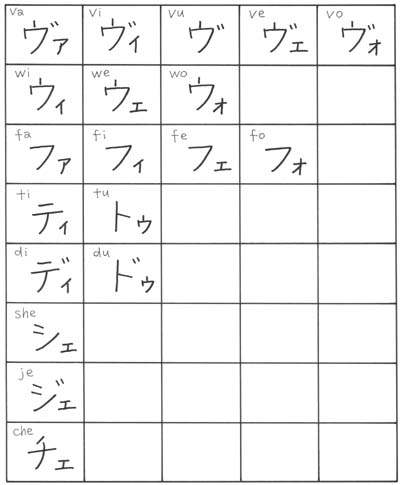 va vi vu ve vo
ヴァ ヴィ ヴ ヴェ ヴォ
wi we wo
ウィ ウェ ウォ
fa fi fe fo
ファ フィ フェ フォ
ti tu
ティ トゥ
di du
ディ ドゥ
she
シェ
je
ジェ
che
チェ